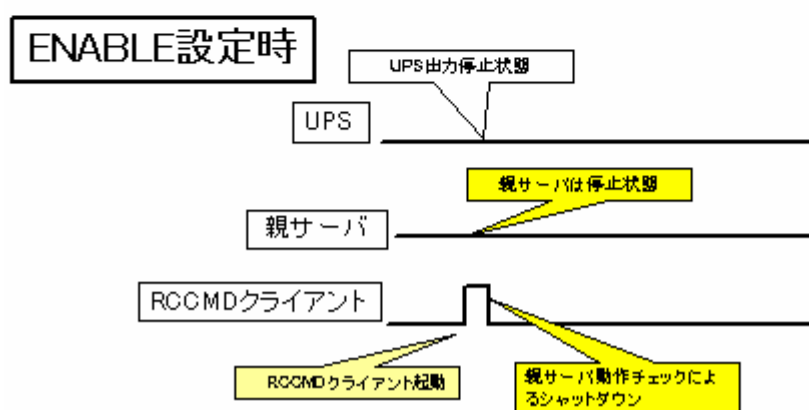 ENABLE設定時
UPS出力停止状態
UPS
親サーバは停止状態
親サーバ
RCCMDクライアント
RCCMDクライアント起動
親サーバ動作チェックによ
るシャットダウン